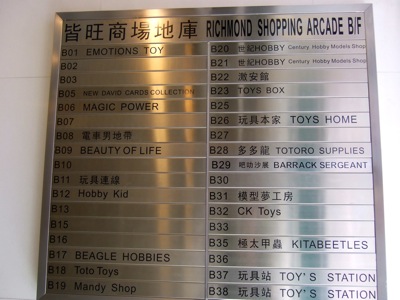 皆旺商場地庫 RICHMOND SHOPPING ARCADE B/F
B01 EMOTIONS TOY
B02
B03
B05 NEW DAVID CARDS COLLECTION
B06 MAGIC POWER
B07
B08 電車男地帶
B09 BEAUTY OF LIFE
B10
B11 玩具連線
B12 Hobby Kid
B13
B15
B16
B17 BEAGLE HOBBIES
B18 Toto Toys
B19 Mandy Shop
B20 世紀HOBBY Century Hobby Models Shop
B21 世紀HOBBY Century Hobby Models Shop
B22 激安館
B23 TOYS BOX
B25
B26 玩具本家 TOYS HOME
B27
B28 多多龍 TOTORO SUPPLIES
B29 吧叻沙展 BARRACK SERGEANT
B30
B31 模型夢工房
B32 CK Toys
B33
B35 極太甲蟲 KITABEETLES
B36
B37 玩具站 TOY'S STATION
B38 玩具站 TOY'S STATION